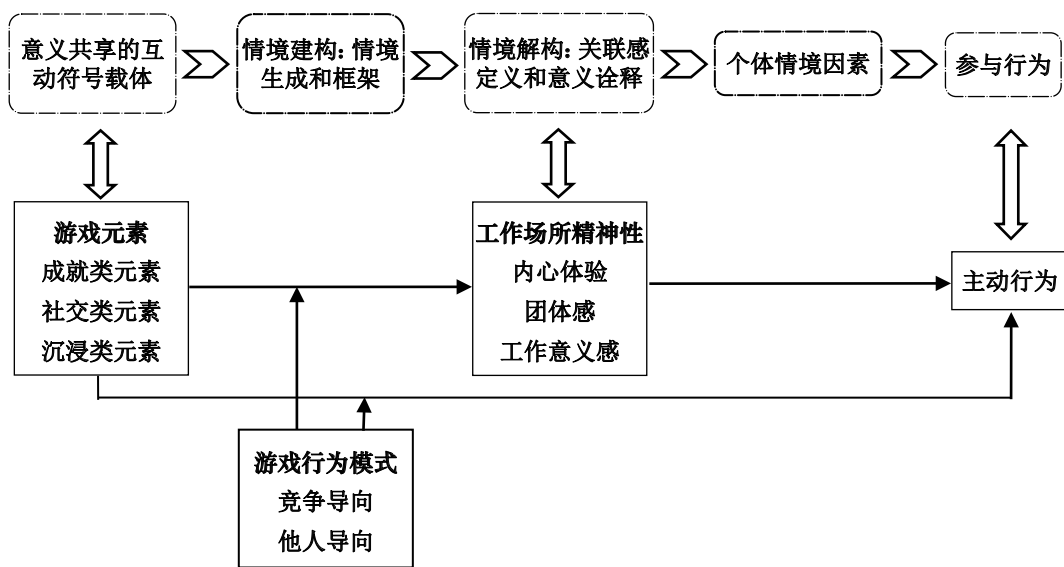 意义共享的互
动符号载体
情境建构：情境
生成和框架
情境解构：关联感
定义和意义诠释
个体情境因素
参与行为
游戏元素
成就类元素
社交类元素
沉浸类元素
工作场所精神性
内心体验
团体感
工作意义感
主动行为
游戏行为模式
竞争导向
他人导向